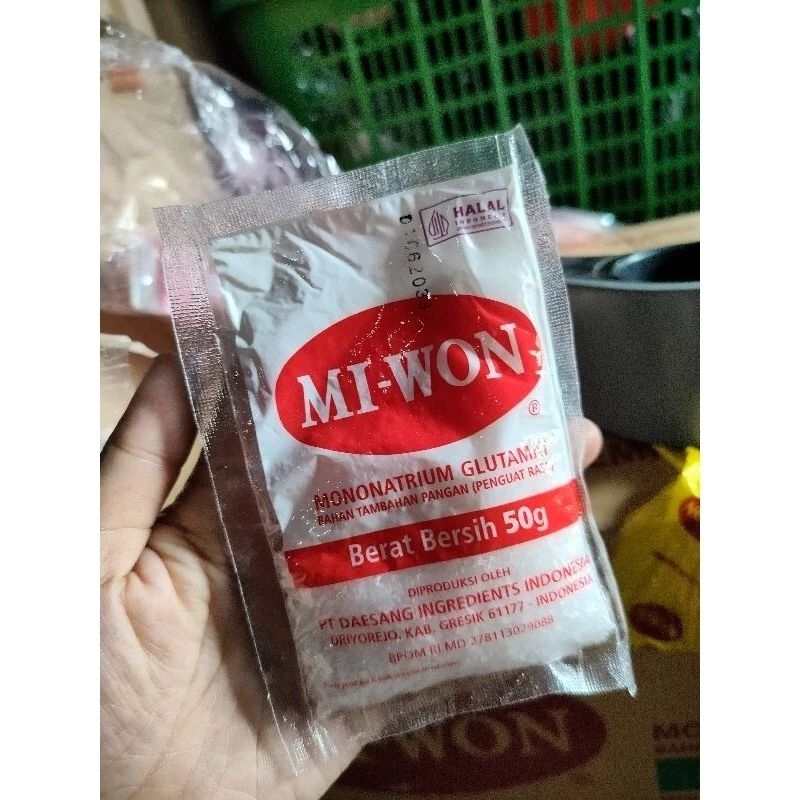 HALAL
INDONESIA
MI-WON
®
MONONATRIUM GLUTAMAT
BAHAN TAMBAHAN PANGAN (PENGUAT RASA)
Berat Bersih 50g
DIPRODUKSI OLEH
PT DAESANG INGREDIENTS INDONESIA
DRIYOREJO, KAB. GRESIK 61177 - INDONESIA
BPOM RI MD 278113029088
MI-WON